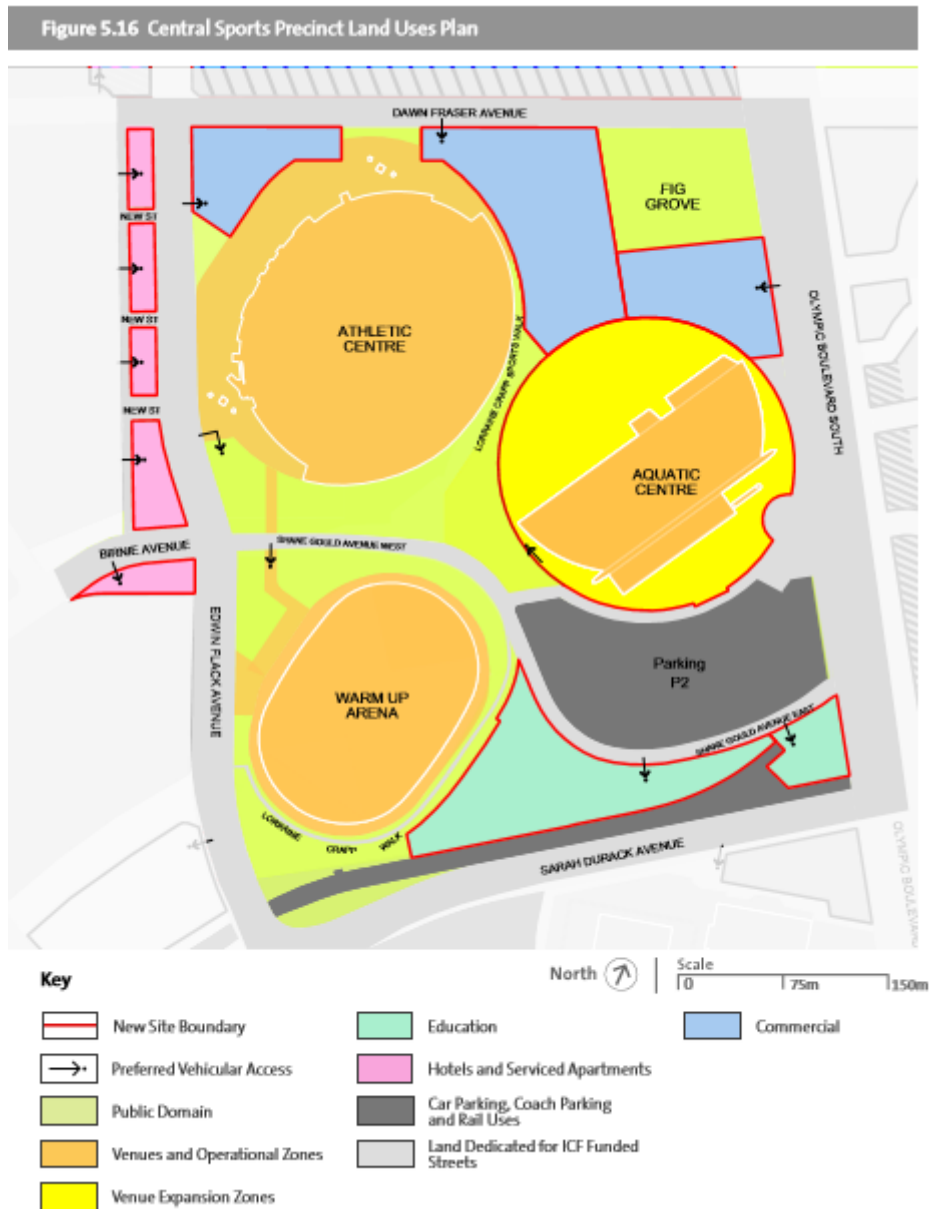 Figure 5.16 Central Sports Precinct Land Uses Plan
DAWN FRASER AVENUE
FIG
GROVE
NEW ST
NEW ST
NEW ST
ATHLETIC
CENTRE
LORRAINE CRAPP SPORTS WALK
OLYMPIC BOULEVARD SOUTH
AQUATIC
CENTRE
BIRNIE AVENUE
SHANE GOULD AVENUE WEST
EDWIN FLACK AVENUE
WARM UP
ARENA
Parking
P2
SHANE GOULD AVENUE EAST
LORRAINE CRAPP WALK
SARAH DURACK AVENUE
OLYMPIC BOULEVARD
Key
North
Scale
0 75m 150m
New Site Boundary
Education
Commercial
Preferred Vehicular Access
Hotels and Serviced Apartments
Public Domain
Car Parking, Coach Parking
and Rail Uses
Venues and Operational Zones
Land Dedicated for ICF Funded
Streets
Venue Expansion Zones